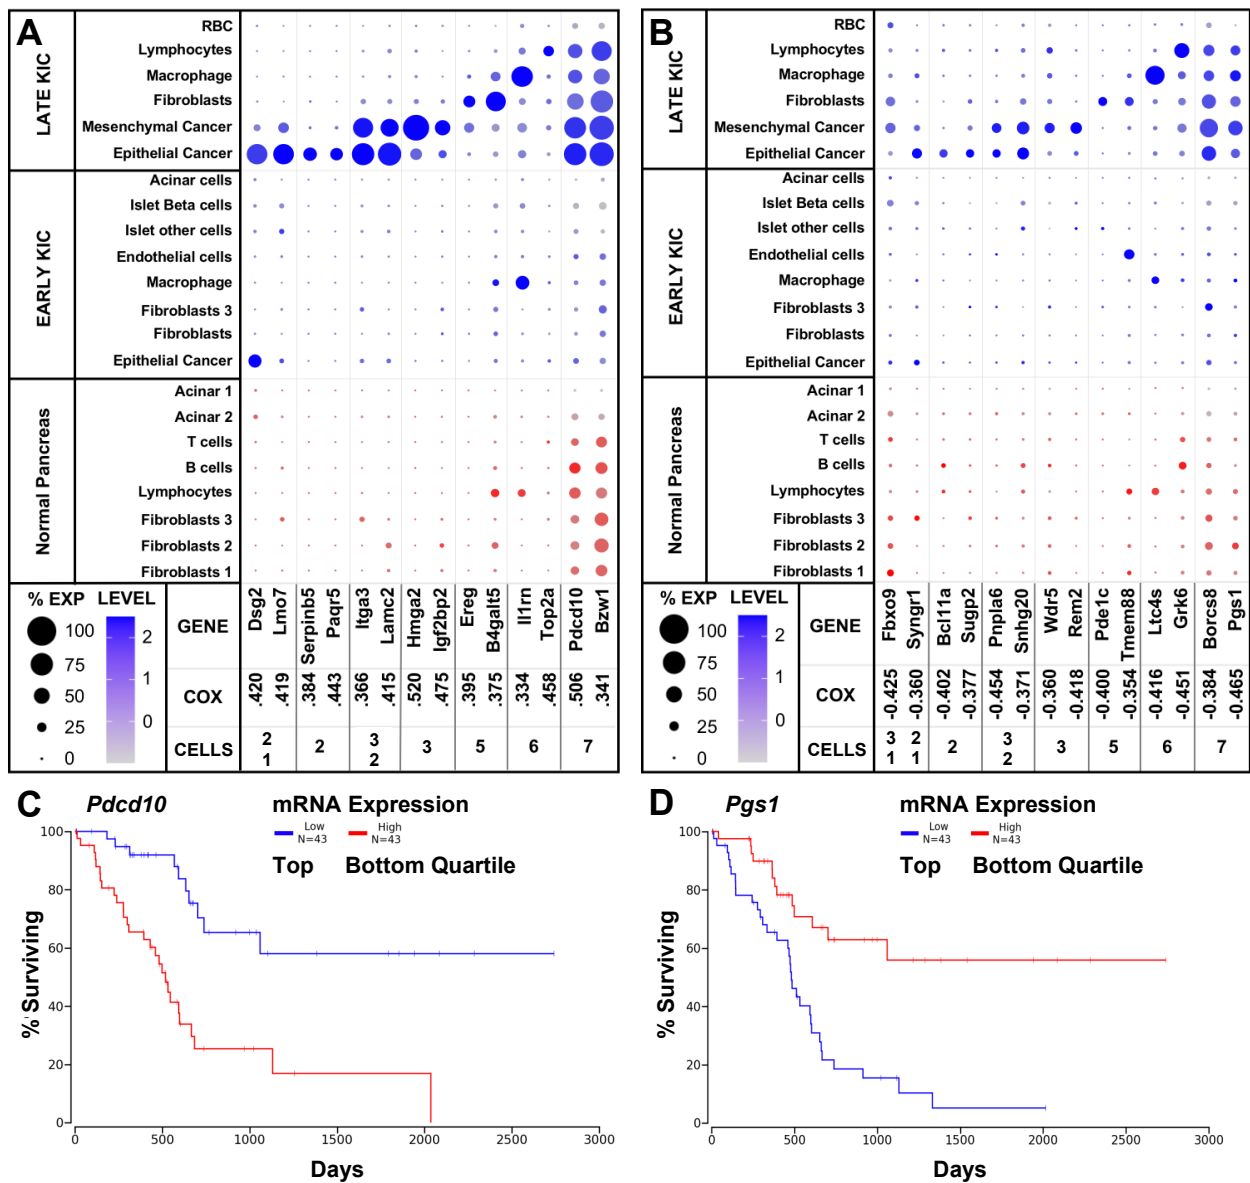 A
LATE KIC
RBC
Lymphocytes
Macrophage
Fibroblasts
Mesenchymal Cancer
Epithelial Cancer
EARLY KIC
Acinar cells
Islet Beta cells
Islet other cells
Endothelial cells
Macrophage
Fibroblasts 3
Fibroblasts
Epithelial Cancer
Normal Pancreas
Acinar 1
Acinar 2
T cells
B cells
Lymphocytes
Fibroblasts 3
Fibroblasts 2
Fibroblasts 1
% EXP LEVEL
100
75
50
25
0
2
1
0
GENE Dsg2 Lmo7 Serpinb5 Paqr5 Itga3 Lamc2 Hmga2 Igf2bp2 Ereg B4galt5 Il1rn Top2a Pdcd10 Bzw1
COX .420 .419 .384 .443 .366 .415 .520 .475 .395 .375 .334 .458 .506 .341
CELLS 2 1 2 3 2 3 5 6 7
B
LATE KIC
RBC
Lymphocytes
Macrophage
Fibroblasts
Mesenchymal Cancer
Epithelial Cancer
EARLY KIC
Acinar cells
Islet Beta cells
Islet other cells
Endothelial cells
Macrophage
Fibroblasts 3
Fibroblasts
Epithelial Cancer
Normal Pancreas
Acinar 1
Acinar 2
T cells
B cells
Lymphocytes
Fibroblasts 3
Fibroblasts 2
Fibroblasts 1
% EXP LEVEL
100
75
50
25
0
2
1
0
GENE Fbxo9 Syngr1 Bcl11a Sugp2 Pnpla6 Snhg20 Wdr5 Rem2 Pde1c Tmem88 Ltc4s Grk6 Borcs8 Pgs1
COX -0.425 -0.360 -0.402 -0.377 -0.454 -0.371 -0.360 -0.418 -0.400 -0.354 -0.416 -0.451 -0.384 -0.465
CELLS 3 1 2 1 2 3 2 3 5 6 7
C
Pdcd10
mRNA Expression
Low
N=43
High
N=43
Top Bottom Quartile
% Surviving
100
80
60
40
20
0
0 500 1000 1500 2000 2500 3000
Days
D
Pgs1
mRNA Expression
Low
N=43
High
N=43
Top Bottom Quartile
% Surviving
100
80
60
40
20
0
0 500 1000 1500 2000 2500 3000
Days